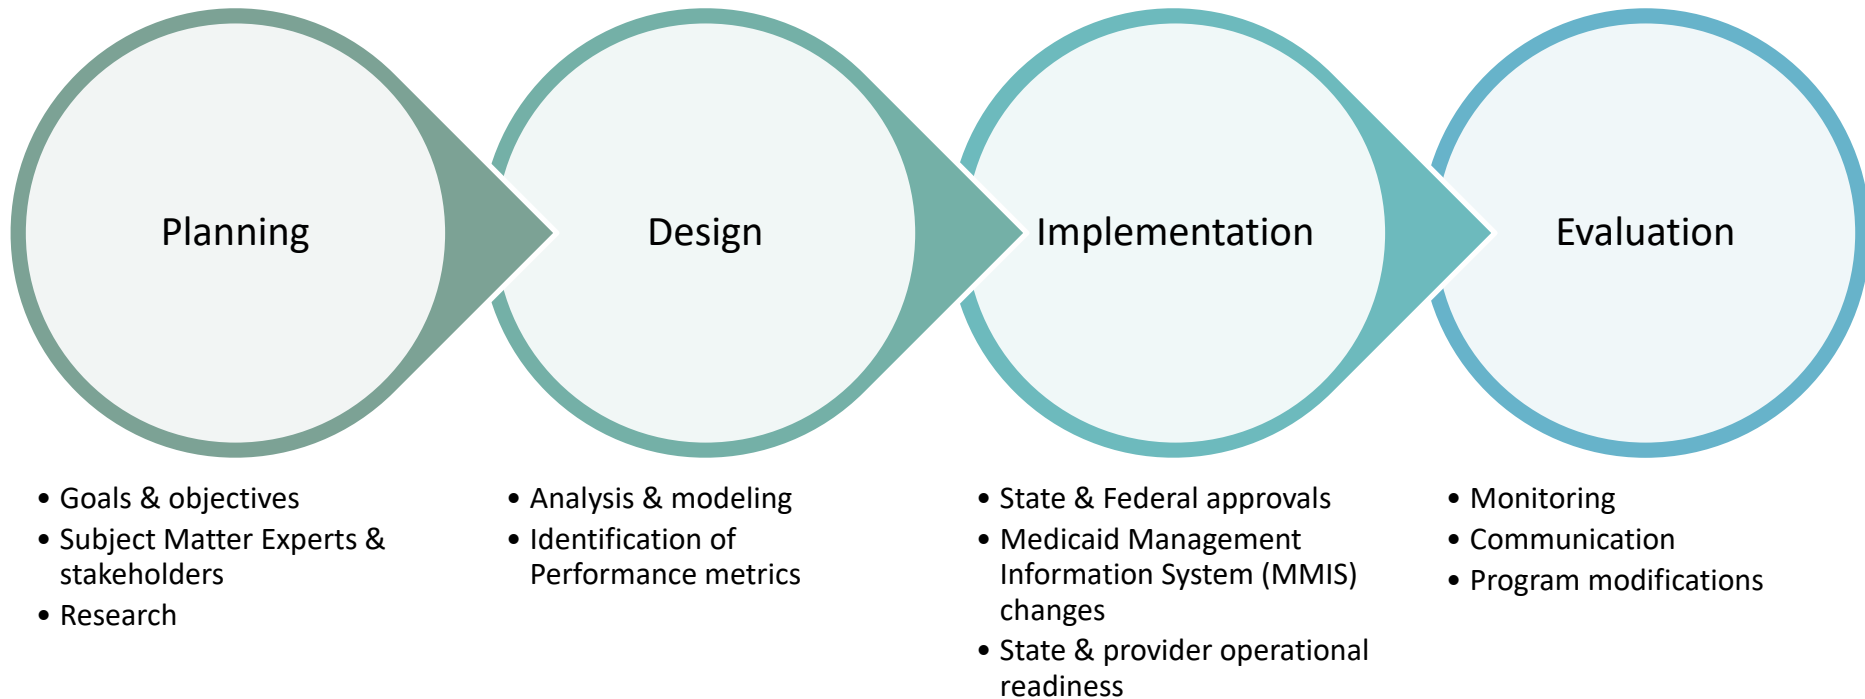 Planning
Design
Implementation
Evaluation
• Goals & objectives
• Subject Matter Experts &
stakeholders
• Research
• Analysis & modeling
• Identification of
Performance metrics
• State & Federal approvals
• Medicaid Management
Information System (MMIS)
changes
• State & provider operational
readiness
• Monitoring
• Communication
• Program modifications